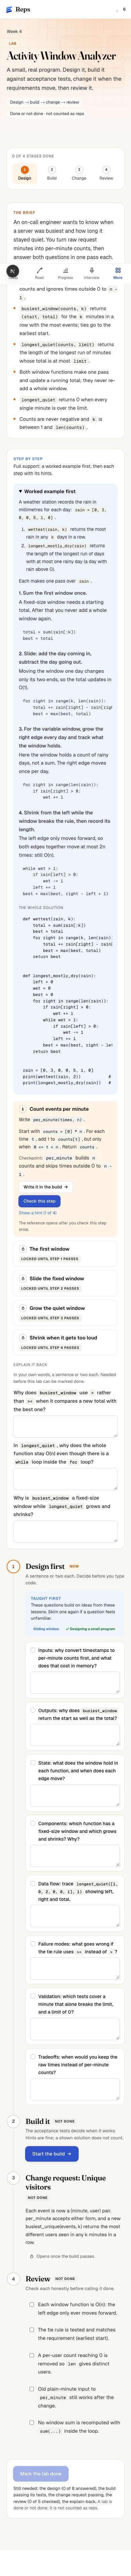 Reps
6
Week 4
LAB
Activity Window Analyzer
A small, real program. Design it, build it
against acceptance tests, change it when the
requirements move, then review it.
Design → build → change → review
Done or not done · not counted as reps
0 OF 4 STAGES DONE
1
2
3
4
Design
Build
Change
Review
THE BRIEF
An on-call engineer wants to know when
a server was busiest and how long it
stayed quiet. You turn raw request
minutes into per-minute counts, then
answer both questions in one pass each.
N
Road
Progress
Interview
More
counts and ignores times outside 0 to n -
1.
busiest_window(counts, k) returns
(start, total) for the k minutes in a
row with the most events. A tie goes to the
earliest start.
longest_quiet(counts, limit) returns
the length of the longest run of minutes
whose total is at most limit.
Both window functions make one pass
and update a running total; they never re-
add a whole window.
longest_quiet returns 0 when every
single minute is over the limit.
Counts are never negative and k is
between 1 and len(counts).
STEP BY STEP
Full support: a worked example first, then each
step with its hints.
▼ Worked example first
A weather station records the rain in
millimetres for each day: rain = [0, 3,
0, 0, 5, 1, 0].
1. wettest(rain, k) returns the most
rain in any k days in a row.
2. longest_mostly_dry(rain)
returns the length of the longest run of days
with at most one rainy day (a day with
rain above 0).
Each makes one pass over rain.
1. Sum the first window once.
A fixed-size window needs a starting
total. After that you never add a whole
window again.
total = sum(rain[:k])
best = total
2. Slide: add the day coming in,
subtract the day going out.
Moving the window one day changes
only its two ends, so the total updates in
O(1).
for right in range(k, len(rain)):
total += rain[right] - rain[righ
best = max(best, total)
3. For the variable window, grow the
right edge every day and track what
the window holds.
Here the window holds a count of rainy
days, not a sum. The right edge moves
once per day.
for right in range(len(rain)):
if rain[right] > 0:
wet += 1
4. Shrink from the left while the
window breaks the rule, then record its
length.
The left edge only moves forward, so
both edges together move at most 2n
times: still O(n).
while wet > 1:
if rain[left] > 0:
wet -= 1
left += 1
best = max(best, right - left + 1)
THE WHOLE SOLUTION
def wettest(rain, k):
total = sum(rain[:k])
best = total
for right in range(k, len(rain)):
total += rain[right] - rain[
best = max(best, total)
return best
def longest_mostly_dry(rain):
left = 0
wet = 0
best = 0
for right in range(len(rain)):
if rain[right] > 0:
wet += 1
while wet > 1:
if rain[left] > 0:
wet -= 1
left += 1
best = max(best, right - lef
return best
rain = [0, 3, 0, 0, 5, 1, 0]
print(wettest(rain, 2))
#
print(longest_mostly_dry(rain))
#
1
Count events per minute
Write per_minute(times, n).
Start with counts = [0] * n. For each
time t, add 1 to counts[t], but only
when 0 <= t < n. Return counts.
Checkpoint: per_minute builds n
counts and skips times outside 0 to n -
1.
Write it in the build →
Check this step
Show a hint (1 of 4)
The reference opens after you check this step
once.
The first window
LOCKED UNTIL STEP 1 PASSES
Slide the fixed window
LOCKED UNTIL STEP 2 PASSES
Grow the quiet window
LOCKED UNTIL STEP 3 PASSES
Shrink when it gets too loud
LOCKED UNTIL STEP 4 PASSES
EXPLAIN IT BACK
In your own words, a sentence or two each. Needed
before this lab can be marked done.
Why does busiest_window use > rather
than >= when it compares a new total with
the best one?
In longest_quiet, why does the whole
function stay O(n) even though there is a
while loop inside the for loop?
Why is busiest_window a fixed-size
window while longest_quiet grows and
shrinks?
1
Design first
NOW
A sentence or two each. Decide before you type
code.
TAUGHT FIRST
These questions build on ideas from these
lessons. Skim one again if a question feels
unfamiliar.
Sliding window
✓ Designing a small program
Inputs: why convert timestamps to
per-minute counts first, and what
does that cost in memory?
Outputs: why does busiest_window
return the start as well as the total?
State: what does the window hold in
each function, and when does each
edge move?
Components: which function has a
fixed-size window and which grows
and shrinks? Why?
Data flow: trace longest_quiet([1,
0, 2, 0, 0, 1], 1) showing left,
right and total.
Failure modes: what goes wrong if
the tie rule uses >= instead of > ?
Validation: which tests cover a
minute that alone breaks the limit,
and a limit of 0?
Tradeoffs: when would you keep the
raw times instead of per-minute
counts?
2
Build it
NOT DONE
The acceptance tests decide when it works.
Hints are fine; a shown solution does not count.
Start the build →
3
Change request: Unique
visitors
NOT DONE
Each event is now a (minute, user) pair.
per_minute accepts either form, and a new
busiest_unique(events, k) returns the most
different users seen in any k minutes in a
row.
Opens once the build passes.
4
Review
NOT DONE
Check each honestly before calling it done.
Each window function is O(n): the
left edge only ever moves forward.
The tie rule is tested and matches
the requirement (earliest start).
A per-user count reaching 0 is
removed so len gives distinct
users.
Old plain-minute input to
per_minute still works after the
change.
No window sum is recomputed with
sum(...) inside the loop.
Mark the lab done
Still needed: the design (0 of 8 answered), the build
passing its tests, the change request passing, the
review (0 of 5 checked), the explain-back. A lab is
done or not done; it is not counted as reps.